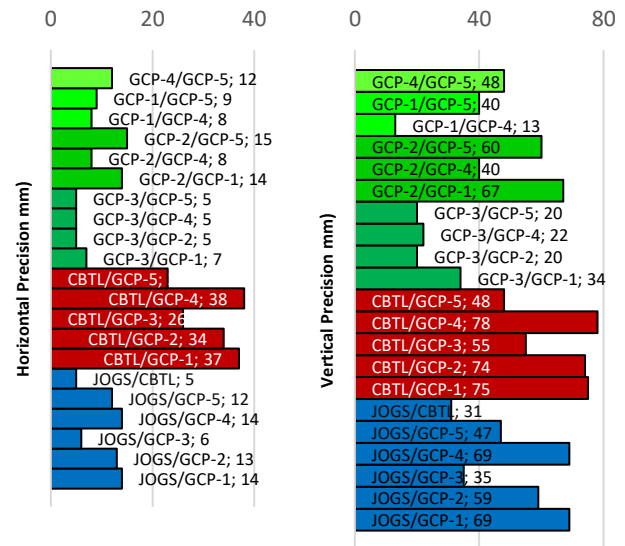 0 20 40
Horizontal Precision mm)
GCP-4/GCP-5; 12
GCP-1/GCP-5; 9
GCP-1/GCP-4; 8
GCP-2/GCP-5; 15
GCP-2/GCP-4; 8
GCP-2/GCP-1; 14
GCP-3/GCP-5; 5
GCP-3/GCP-4; 5
GCP-3/GCP-2; 5
GCP-3/GCP-1; 7
CBTL/GCP-5;
CBTL/GCP-4; 38
CBTL/GCP-3; 26
CBTL/GCP-2; 34
CBTL/GCP-1; 37
JOGS/CBTL; 5
JOGS/GCP-5; 12
JOGS/GCP-4; 14
JOGS/GCP-3; 6
JOGS/GCP-2; 13
JOGS/GCP-1; 14
0 40 80
Vertical Precision mm)
GCP-4/GCP-5; 48
GCP-1/GCP-5; 40
GCP-1/GCP-4; 13
GCP-2/GCP-5; 60
GCP-2/GCP-4; 40
GCP-2/GCP-1; 67
GCP-3/GCP-5; 20
GCP-3/GCP-4; 22
GCP-3/GCP-2; 20
GCP-3/GCP-1; 34
CBTL/GCP-5; 48
CBTL/GCP-4; 78
CBTL/GCP-3; 55
CBTL/GCP-2; 74
CBTL/GCP-1; 75
JOGS/CBTL; 31
JOGS/GCP-5; 47
JOGS/GCP-4; 69
JOGS/GCP-3; 35
JOGS/GCP-2; 59
JOGS/GCP-1; 69